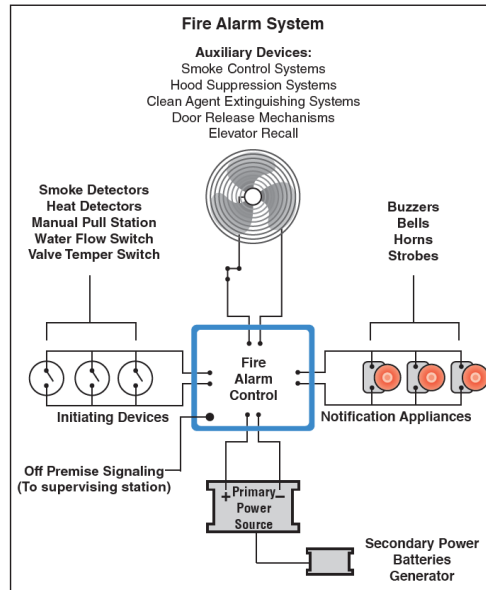 Fire Alarm System
Auxiliary Devices:
Smoke Control Systems
Hood Suppression Systems
Clean Agent Extinguishing Systems
Door Release Mechanisms
Elevator Recall
Smoke Detectors
Heat Detectors
Manual Pull Station
Water Flow Switch
Valve Temper Switch
Buzzers
Bells
Horns
Strobes
Fire
Alarm
Control
Initiating Devices
Notification Appliances
Off Premise Signaling
(To supervising station)
+ Primary –
Power
Source
Secondary Power
Batteries
Generator